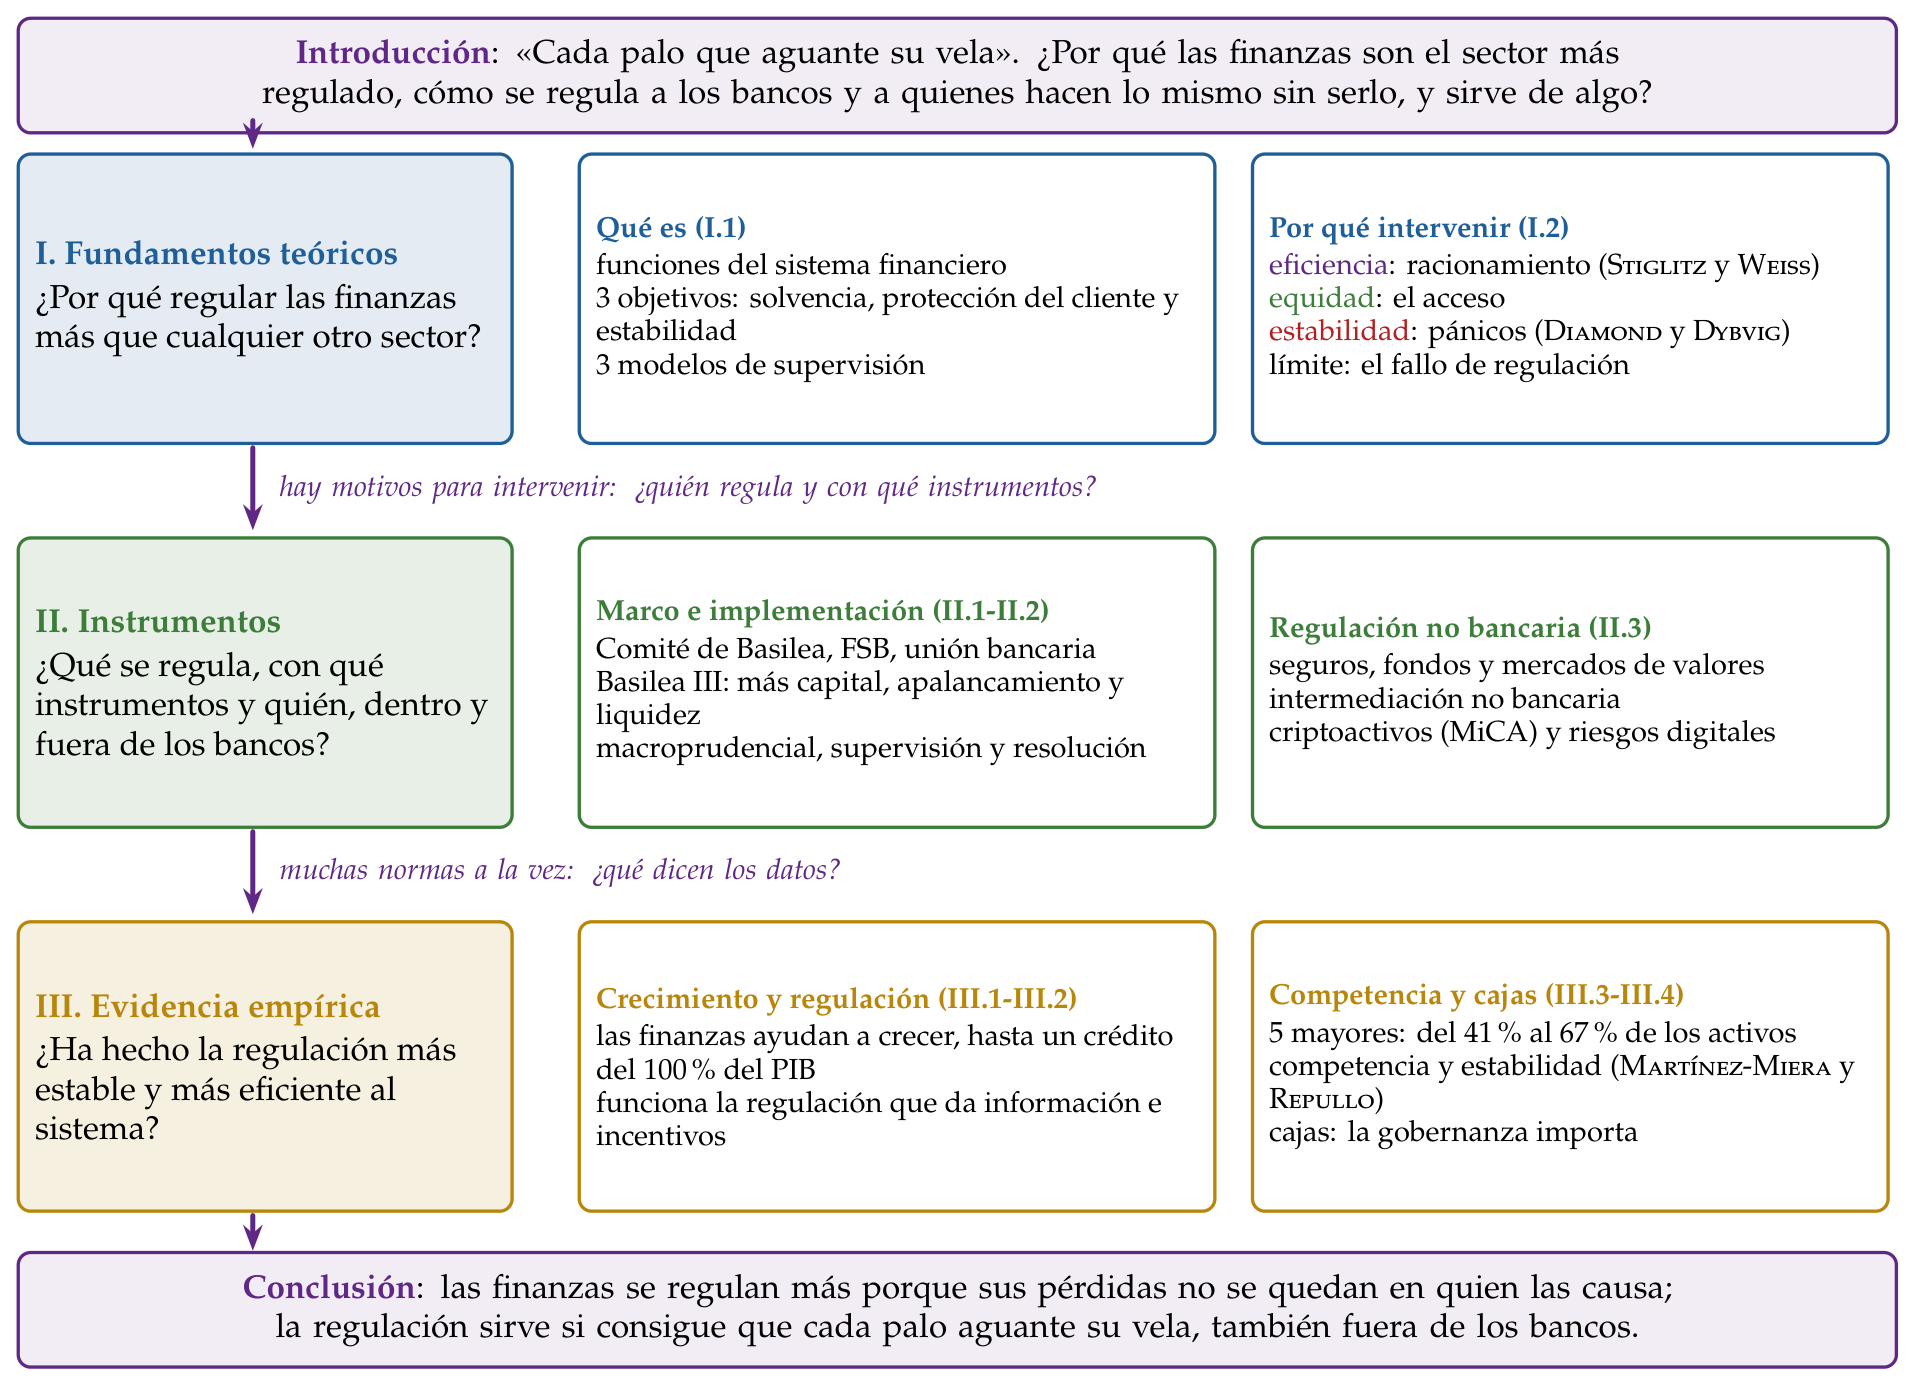 Introducción: «Cada palo que aguante su vela». ¿Por qué las finanzas son el sector más
regulado, cómo se regula a los bancos y a quienes hacen lo mismo sin serlo, y sirve de algo?
I. Fundamentos teóricos
¿Por qué regular las finanzas
más que cualquier otro sector?
Qué es (I.1)
funciones del sistema financiero
3 objetivos: solvencia, protección del cliente y
estabilidad
3 modelos de supervisión
Por qué intervenir (I.2)
eficiencia: racionamiento (Stiglitz y Weiss)
equidad: el acceso
estabilidad: pánicos (Diamond y Dybvig)
límite: el fallo de regulación
hay motivos para intervenir: ¿quién regula y con qué instrumentos?
II. Instrumentos
¿Qué se regula, con qué
instrumentos y quién, dentro y
fuera de los bancos?
Marco e implementación (II.1-II.2)
Comité de Basilea, FSB, unión bancaria
Basilea III: más capital, apalancamiento y
liquidez
macroprudencial, supervisión y resolución
Regulación no bancaria (II.3)
seguros, fondos y mercados de valores
intermediación no bancaria
criptoactivos (MiCA) y riesgos digitales
muchas normas a la vez: ¿qué dicen los datos?
III. Evidencia empírica
¿Ha hecho la regulación más
estable y más eficiente al
sistema?
Crecimiento y regulación (III.1-III.2)
las finanzas ayudan a crecer, hasta un crédito
del 100 % del PIB
funciona la regulación que da información e
incentivos
Competencia y cajas (III.3-III.4)
5 mayores: del 41 % al 67 % de los activos
competencia y estabilidad (Martínez-Miera y
Repullo)
cajas: la gobernanza importa
Conclusión: las finanzas se regulan más porque sus pérdidas no se quedan en quien las causa;
la regulación sirve si consigue que cada palo aguante su vela, también fuera de los bancos.